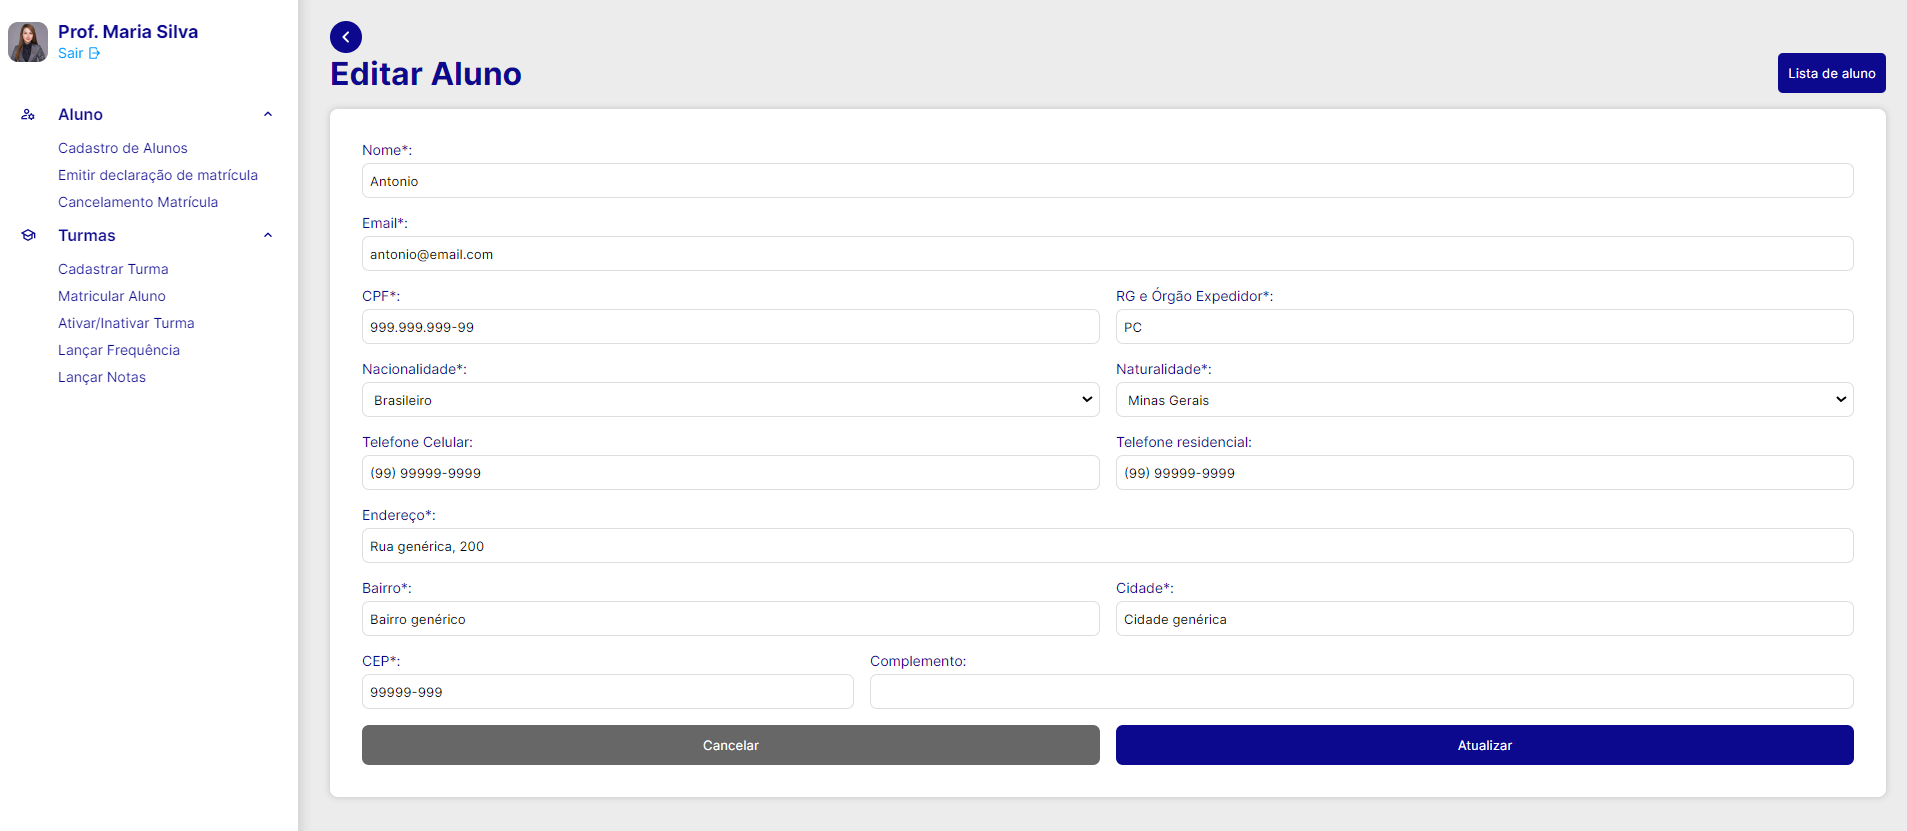 Prof. Maria Silva
Sair
Aluno
Cadastro de Alunos
Emitir declaração de matrícula
Cancelamento Matrícula
Turmas
Cadastrar Turma
Matricular Aluno
Ativar/Inativar Turma
Lançar Frequência
Lançar Notas
Editar Aluno
Lista de aluno
Nome*:
Antonio
Email*:
antonio@email.com
CPF*:
999.999.999-99
RG e Órgão Expedidor*:
PC
Nacionalidade*:
Brasileiro
Naturalidade*:
Minas Gerais
Telefone Celular:
(99) 99999-9999
Telefone residencial:
(99) 99999-9999
Endereço*:
Rua genérica, 200
Bairro*:
Bairro genérico
Cidade*:
Cidade genérica
CEP*:
99999-999
Complemento:
Cancelar
Atualizar